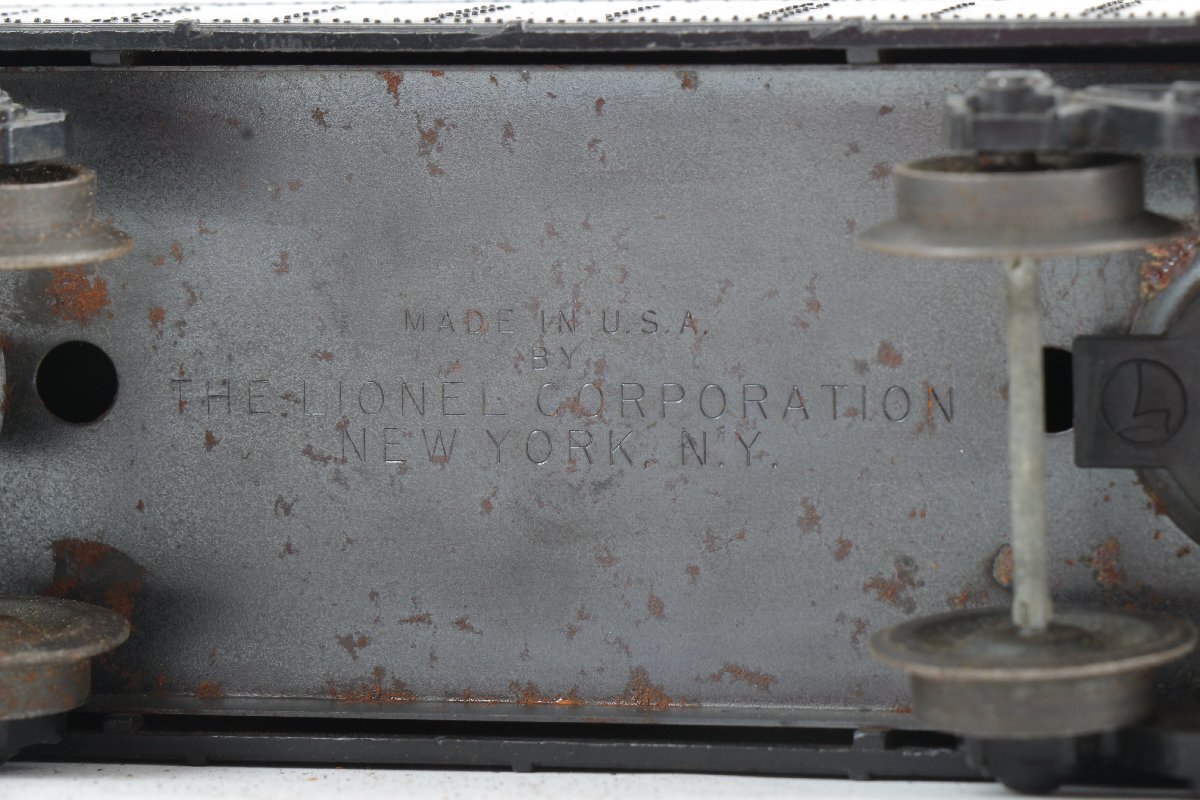 MADE IN U.S.A.
BY
THE LIONEL CORPORATION
NEW YORK, N.Y.
L